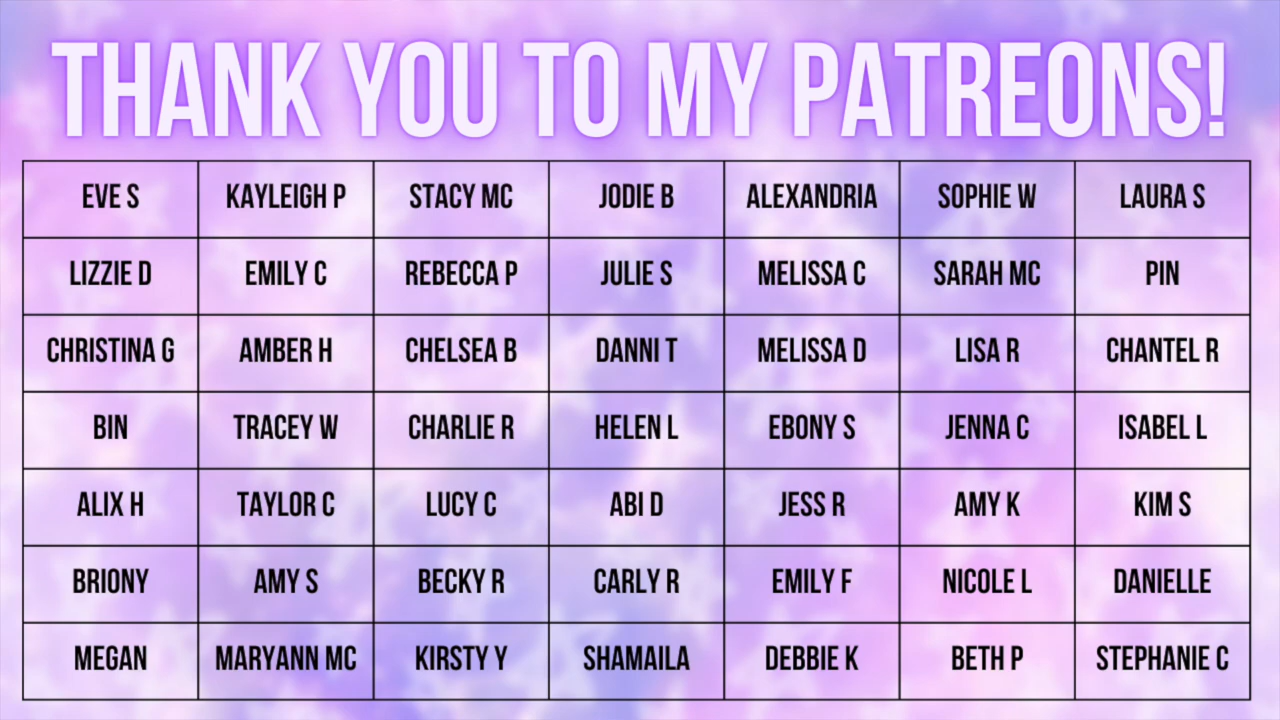 THANK YOU TO MY PATREONS!
EVE S KAYLEIGH P STACY MC JODIE B ALEXANDRIA SOPHIE W LAURA S
LIZZIE D EMILY C REBECCA P JULIE S MELISSA C SARAH MC PIN
CHRISTINA G AMBER H CHELSEA B DANNI T MELISSA D LISA R CHANTEL R
BIN TRACEY W CHARLIE R HELEN L EBONY S JENNA C ISABEL L
ALIX H TAYLOR C LUCY C ABI D JESS R AMY K KIM S
BRIONY AMY S BECKY R CARLY R EMILY F NICOLE L DANIELLE
MEGAN MARYANN MC KIRSTY Y SHAMAILA DEBBIE K BETH P STEPHANIE C